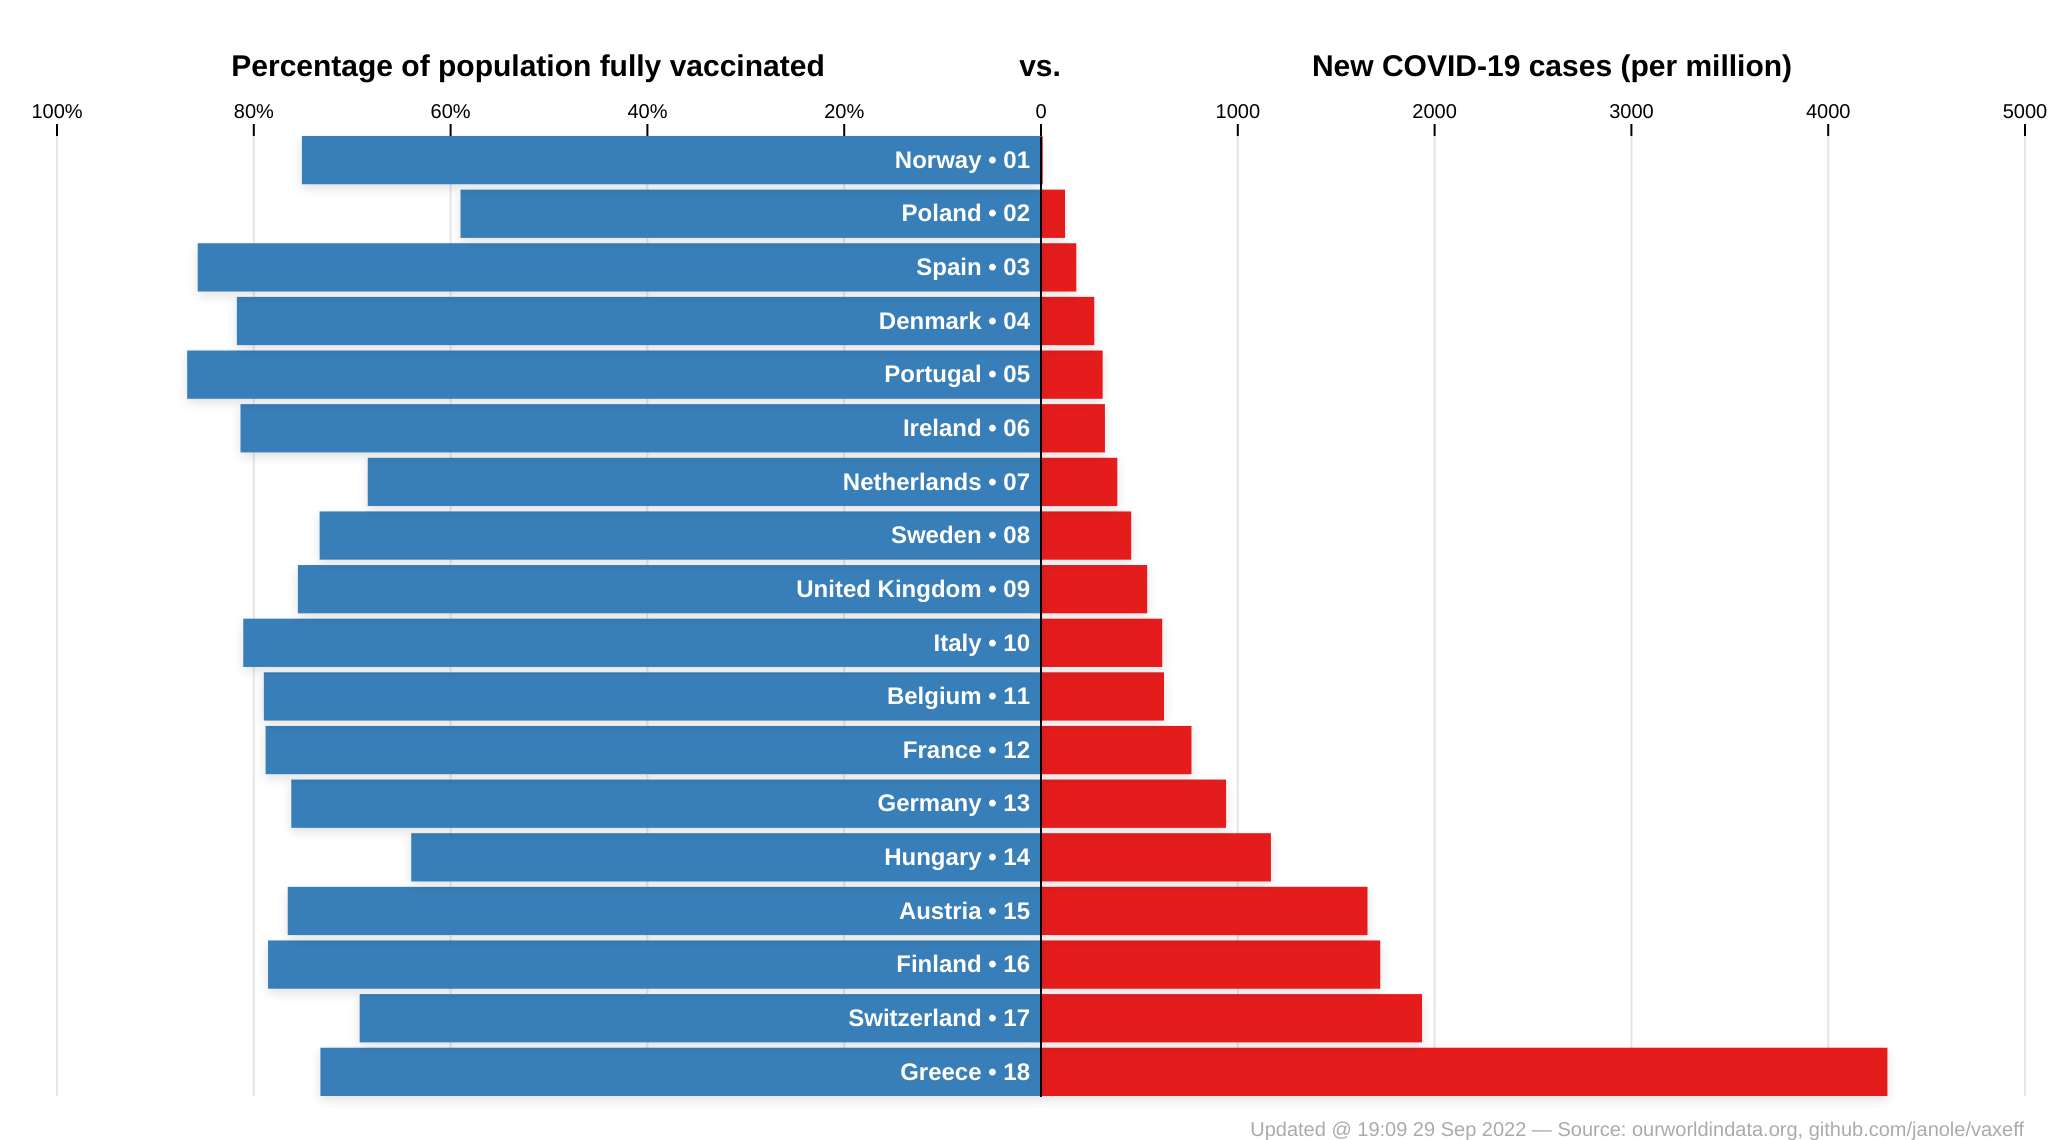 Percentage of population fully vaccinated vs. New COVID-19 cases (per million)
100% 80% 60% 40% 20% 0 1000 2000 3000 4000 5000
Norway • 01
Poland • 02
Spain • 03
Denmark • 04
Portugal • 05
Ireland • 06
Netherlands • 07
Sweden • 08
United Kingdom • 09
Italy • 10
Belgium • 11
France • 12
Germany • 13
Hungary • 14
Austria • 15
Finland • 16
Switzerland • 17
Greece • 18
Updated @ 19:09 29 Sep 2022 — Source: ourworldindata.org, github.com/janole/vaxeff